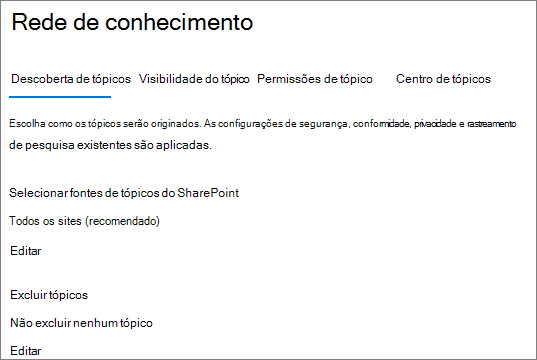 Rede de conhecimento
Descoberta de tópicos Visibilidade do tópico Permissões de tópico Centro de tópicos
Escolha como os tópicos serão originados. As configurações de segurança, conformidade, privacidade e rastreamento
de pesquisa existentes são aplicadas.
Selecionar fontes de tópicos do SharePoint
Todos os sites (recomendado)
Editar
Excluir tópicos
Não excluir nenhum tópico
Editar